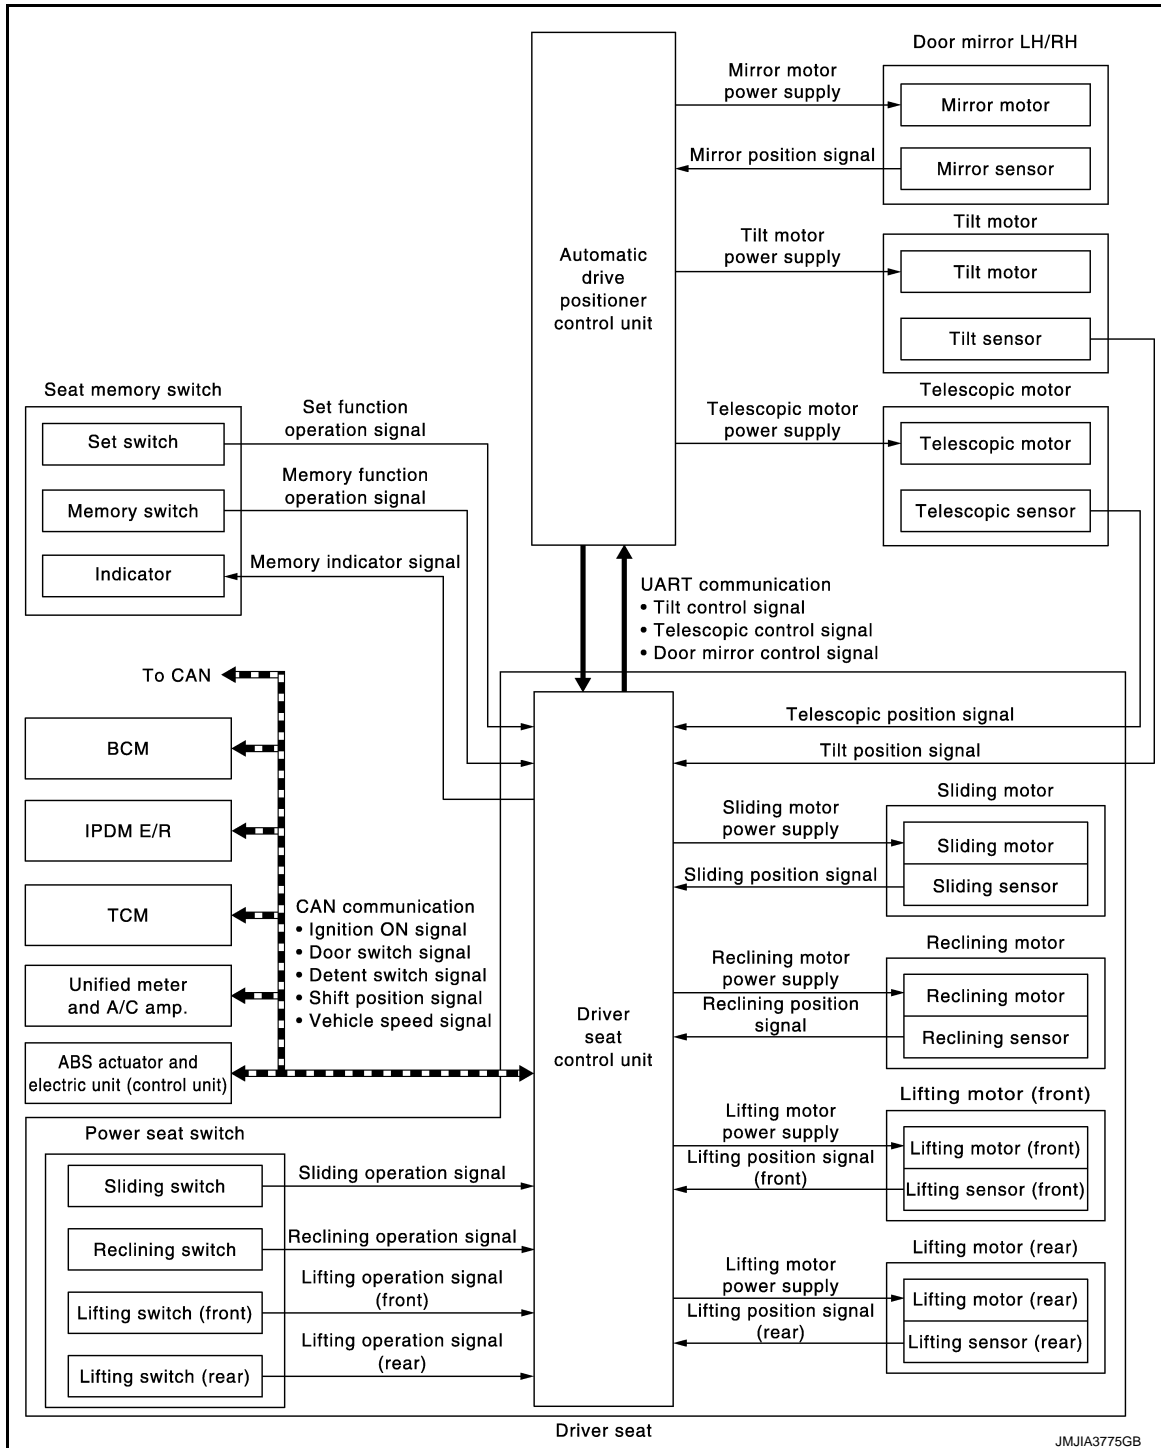 Door mirror LH/RH
Mirror motor
power supply
Mirror motor
Mirror position signal
Mirror sensor
Tilt motor
Tilt motor
power supply
Tilt motor
Tilt sensor
Automatic
drive
positioner
control unit
Telescopic motor
Telescopic motor
power supply
Telescopic motor
Telescopic sensor
Seat memory switch
Set switch
Set function
operation signal
Memory switch
Memory function
operation signal
Indicator
Memory indicator signal
UART communication
• Tilt control signal
• Telescopic control signal
• Door mirror control signal
To CAN
BCM
IPDM E/R
TCM
Unified meter
and A/C amp.
ABS actuator and
electric unit (control unit)
CAN communication
• Ignition ON signal
• Door switch signal
• Detent switch signal
• Shift position signal
• Vehicle speed signal
Driver
seat
control unit
Telescopic position signal
Tilt position signal
Sliding motor
Sliding motor
power supply
Sliding motor
Sliding position signal
Sliding sensor
Reclining motor
Reclining motor
power supply
Reclining motor
Reclining position
signal
Reclining sensor
Lifting motor (front)
Lifting motor
power supply
Lifting motor (front)
Lifting position signal
(front)
Lifting sensor (front)
Lifting motor (rear)
Lifting motor
power supply
Lifting motor (rear)
Lifting position signal
(rear)
Lifting sensor (rear)
Power seat switch
Sliding switch
Sliding operation signal
Reclining switch
Reclining operation signal
Lifting switch (front)
Lifting operation signal
(front)
Lifting switch (rear)
Lifting operation signal
(rear)
Driver seat
JMJIA3775GB